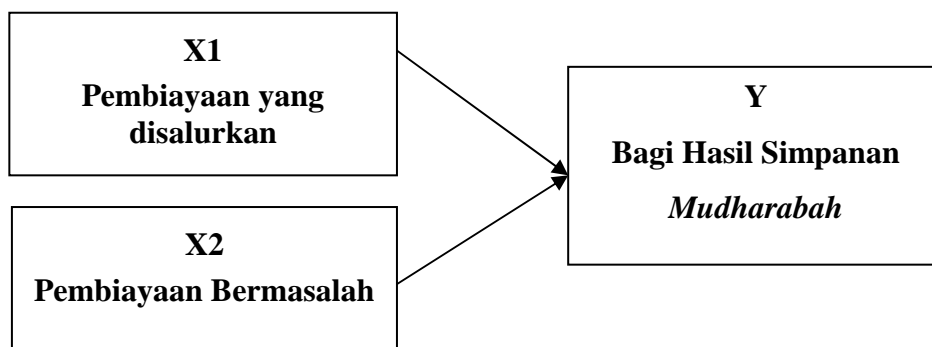 X1
Pembiayaan yang
disalurkan
X2
Pembiayaan Bermasalah
Y
Bagi Hasil Simpanan
Mudharabah